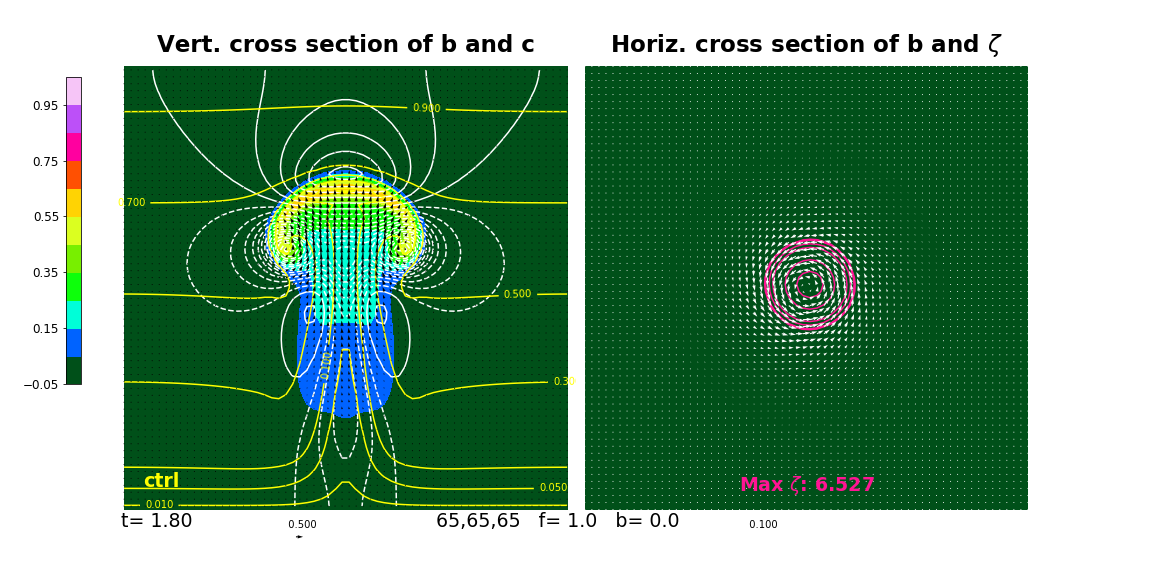 Vert. cross section of b and c
Horiz. cross section of b and ζ
0.95
0.75
0.55
0.35
0.15
−0.05
0.900
0.700
0.500
0.100
0.30
0.050
0.010
ctrl
Max ζ: 6.527
t= 1.80
0.500
65,65,65 f= 1.0 b= 0.0
0.100